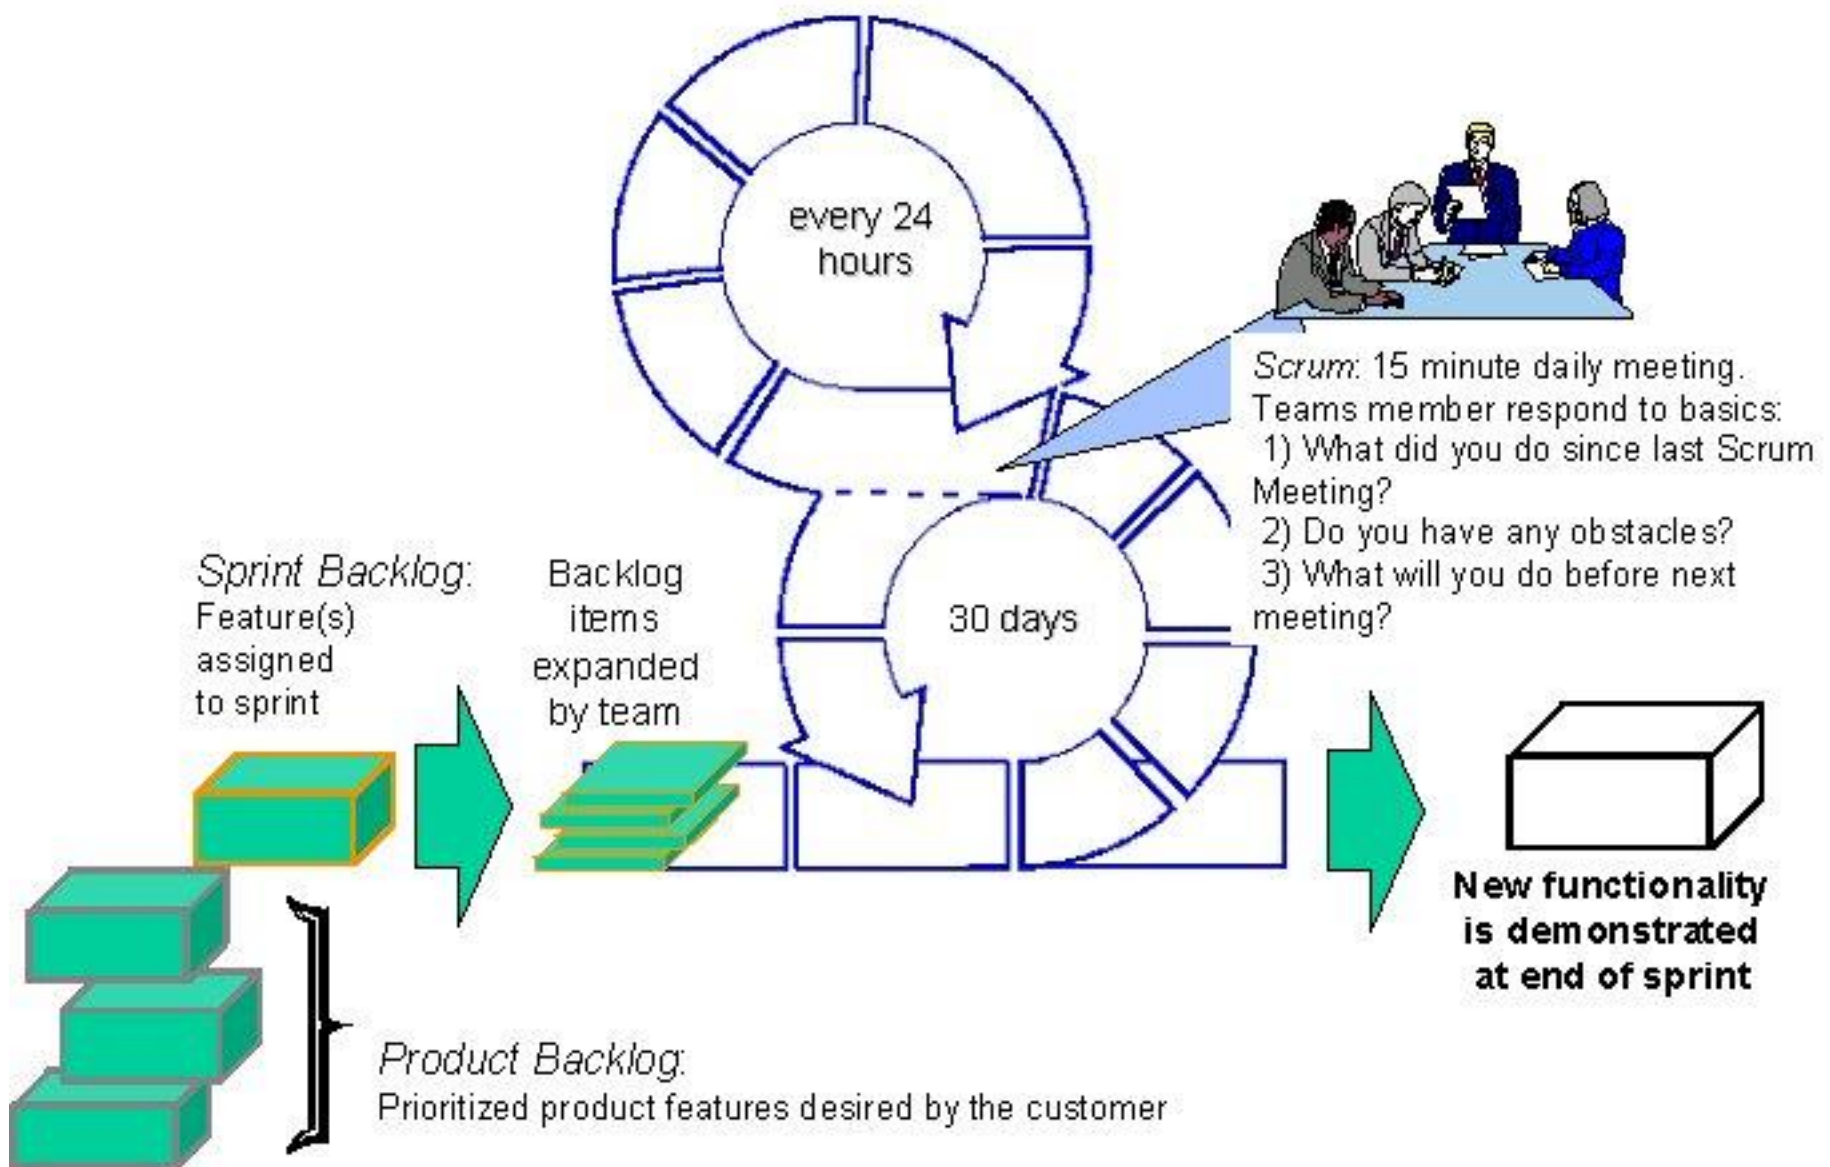 every 24
hours
Scrum: 15 minute daily meeting.
Teams member respond to basics:
1) What did you do since last Scrum
Meeting?
2) Do you have any obstacles?
3) What will you do before next
meeting?
30 days
Sprint Backlog:
Feature(s)
assigned
to sprint
Backlog
items
expanded
by team
New functionality
is demonstrated
at end of sprint
Product Backlog:
Prioritized product features desired by the customer